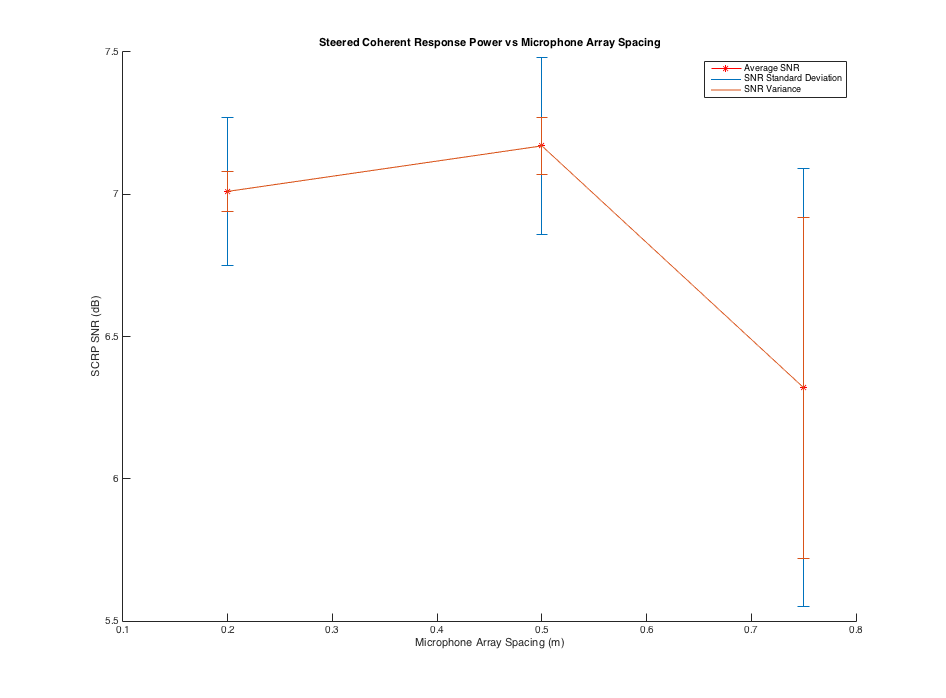 Steered Coherent Response Power vs Microphone Array Spacing
Average SNR
SNR Standard Deviation
SNR Variance
7.5
7
6.5
6
5.5
SCRP SNR (dB)
0.1 0.2 0.3 0.4 0.5 0.6 0.7 0.8
Microphone Array Spacing (m)